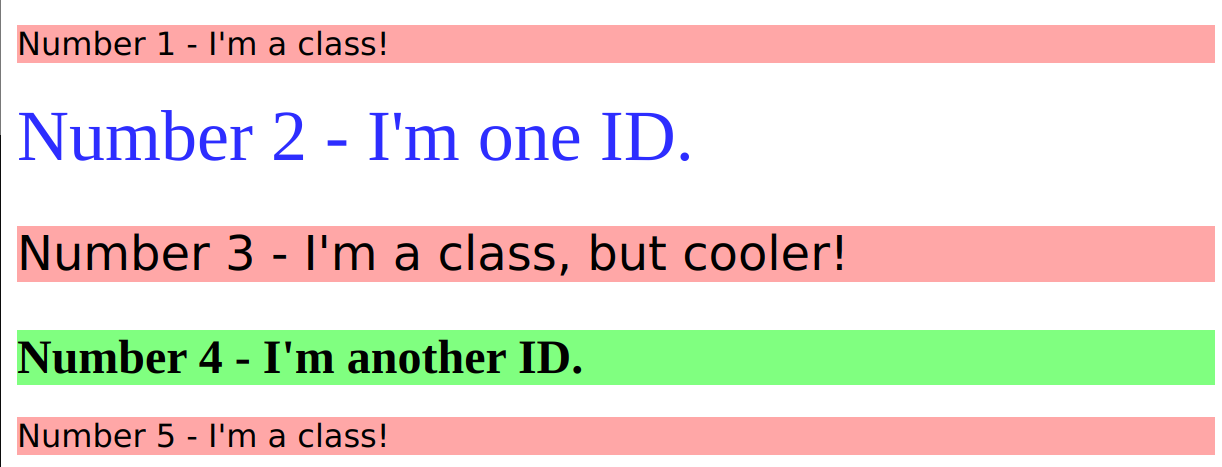 Number 1 - I'm a class!
Number 2 - I'm one ID.
Number 3 - I'm a class, but cooler!
Number 4 - I'm another ID.
Number 5 - I'm a class!